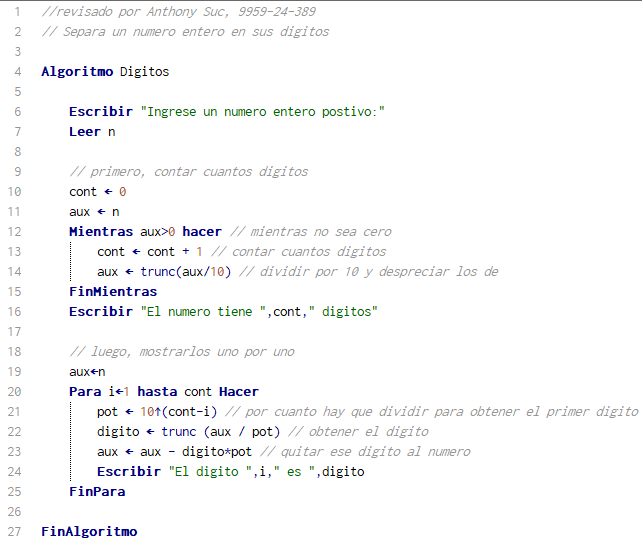 1 //revisado por Anthony Suc, 9959-24-389
2 // Separa un numero entero en sus digitos
3
4 Algoritmo Digitos
5
6 Escribir "Ingrese un numero entero postivo:"
7 Leer n
8
9 // primero, contar cuantos digitos
10 cont ← 0
11 aux ← n
12 Mientras aux>0 hacer // mientras no sea cero
13 cont ← cont + 1 // contar cuantos digitos
14 aux ← trunc(aux/10) // dividir por 10 y despreciar los de
15 FinMientras
16 Escribir "El numero tiene ",cont," digitos"
17
18 // luego, mostrarlos uno por uno
19 aux←n
20 Para i←1 hasta cont Hacer
21 pot ← 10↑(cont-i) // por cuanto hay que dividir para obtener el primer digito
22 digito ← trunc (aux / pot) // obtener el digito
23 aux ← aux - digito*pot // quitar ese digito al numero
24 Escribir "El digito ",i," es ",digito
25 FinPara
26
27 FinAlgoritmo